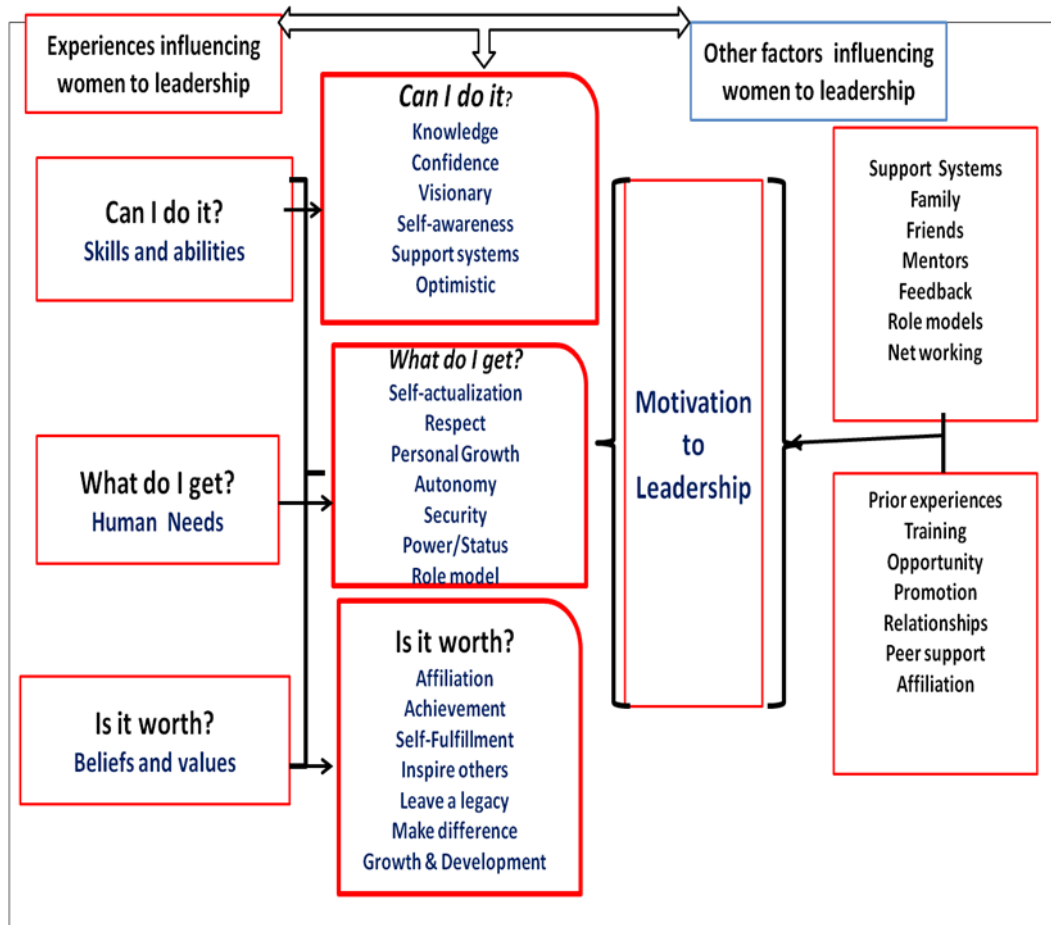 Experiences influencing
women to leadership
Other factors  influencing
women to leadership
Can I do it?
Skills and abilities
What do I get?
Human  Needs
Is it worth?
Beliefs and values
Can I do it?
Knowledge
Confidence
Visionary
Self-awareness
Support systems
Optimistic
What do I get?
Self-actualization
Respect
Personal Growth
Autonomy
Security
Power/Status
Role model
Is it worth?
Affiliation
Achievement
Self-Fulfillment
Inspire others
Leave a legacy
Make difference
Growth & Development
Motivation
to
Leadership
Support  Systems
Family
Friends
Mentors
Feedback
Role models
Net working
Prior experiences
Training
Opportunity
Promotion
Relationships
Peer support
Affiliation